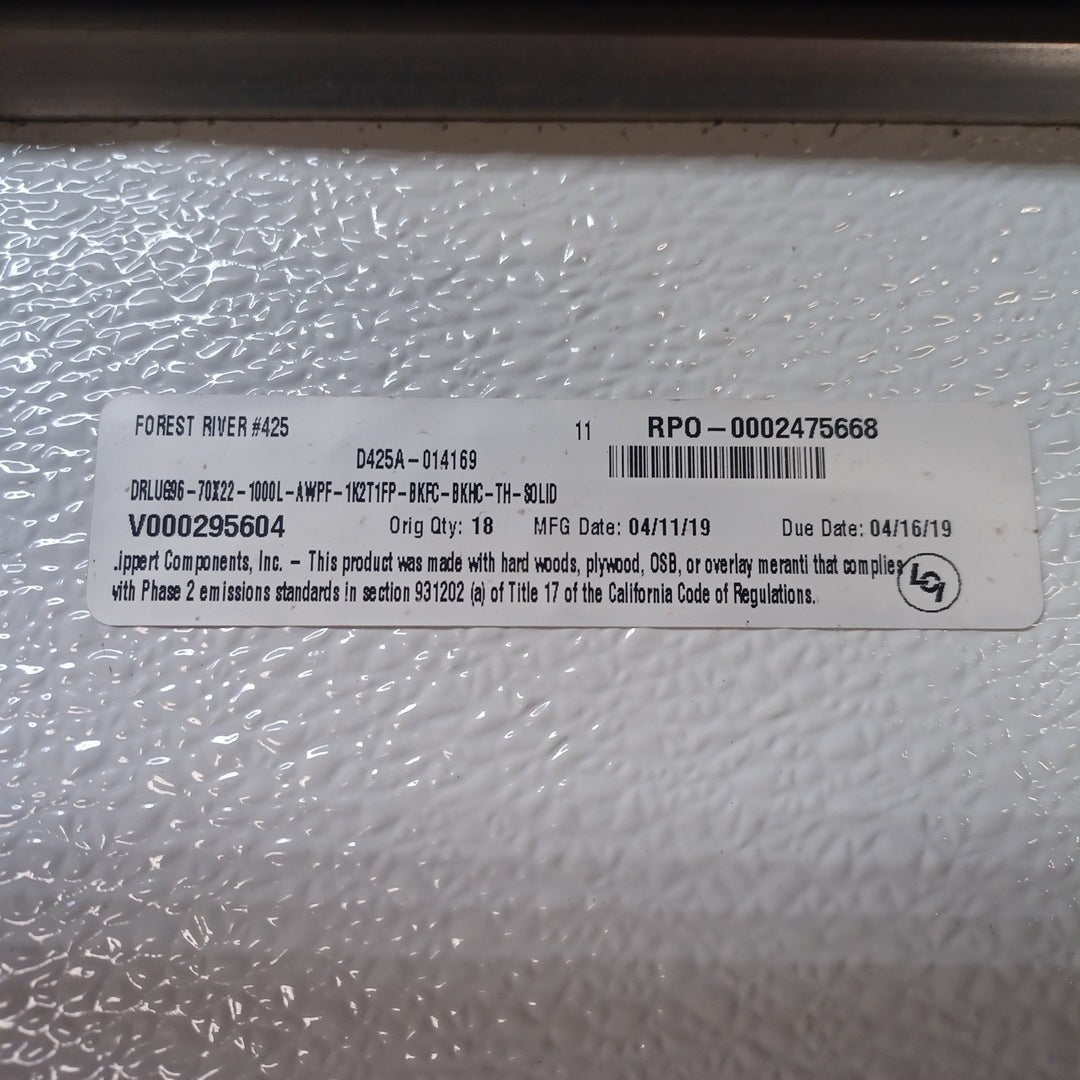 FOREST RIVER #425 11 RPO-0002475668
D425A-014169
DRLUG96-70X22-1000L-AWPF-1K2T1FP-BKFC-BKHC-TH-SOLID
V000295604 Orig Qty: 18 MFG Date: 04/11/19 Due Date: 04/16/19
.ippert Components, Inc. - This product was made with hard woods, plywood, OSB, or overlay meranti that complies
with Phase 2 emissions standards in section 931202 (a) of Title 17 of the California Code of Regulations.
LCI